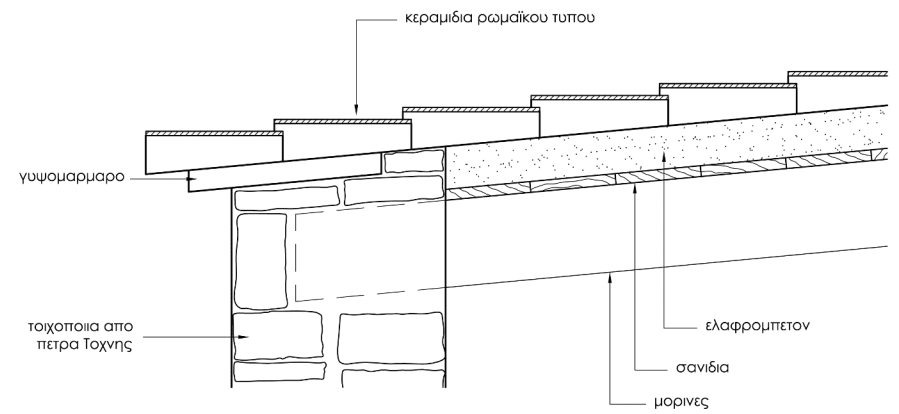 κεραμιδια ρωμαϊκου τυπου
γυψομαρμαρο
τοιχοποιια απο
πετρα Τοχνης
ελαφρομπετον
σανιδια
μορινες